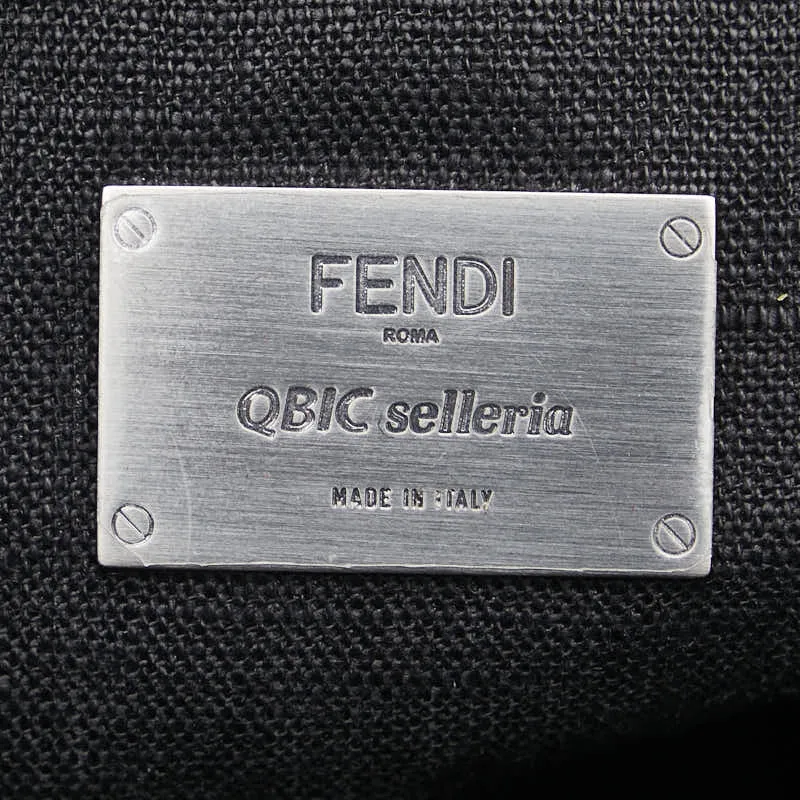 FENDI
ROMA
QBIC selleria
MADE IN ITALY